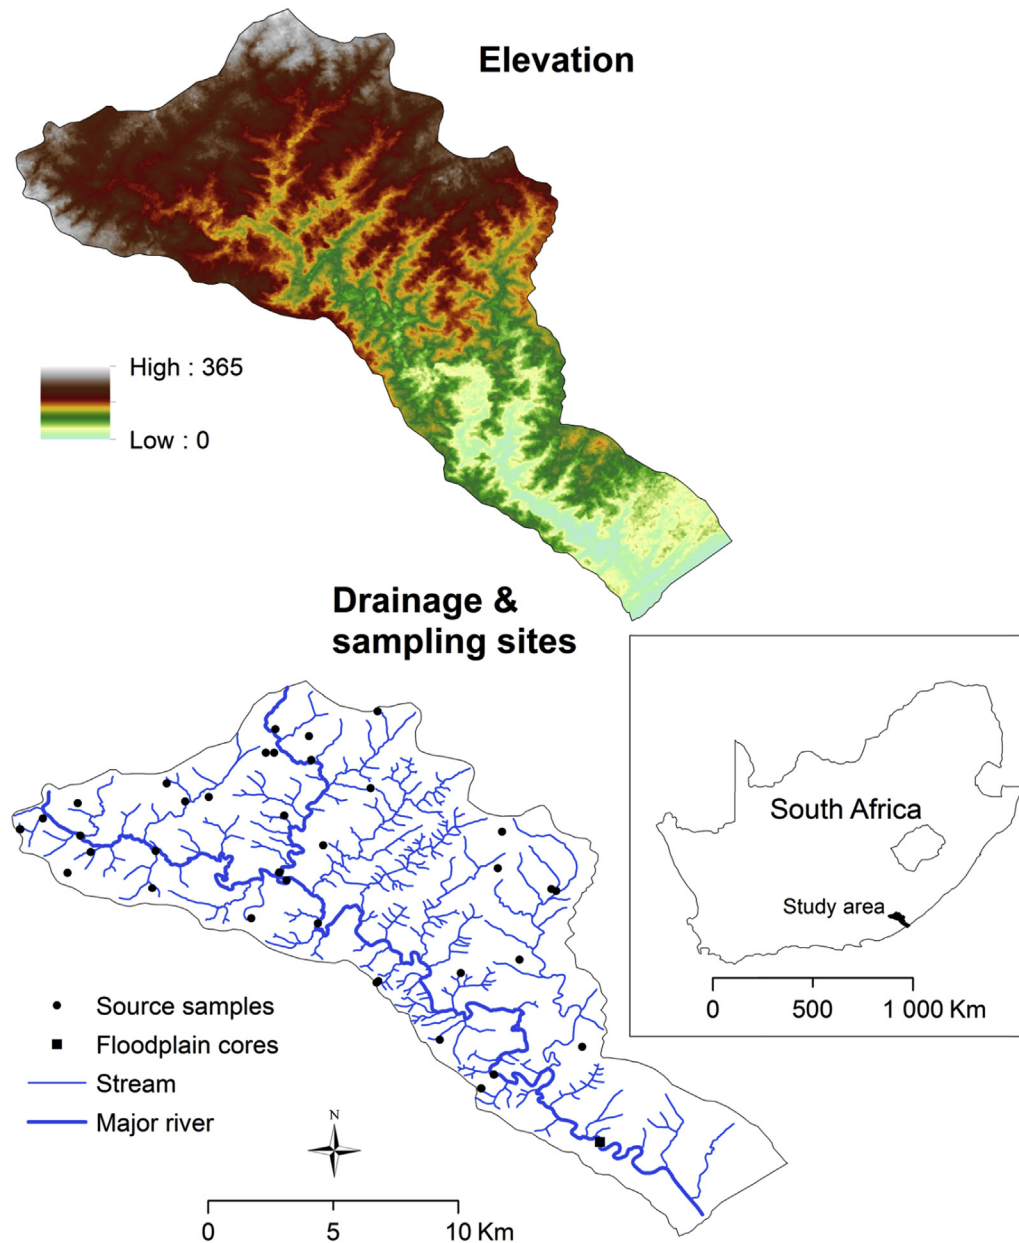 Elevation
High : 365
Low : 0
Drainage &
sampling sites
South Africa
Study area
0 500 1 000 Km
Source samples
Floodplain cores
Stream
Major river
N
0 5 10 Km